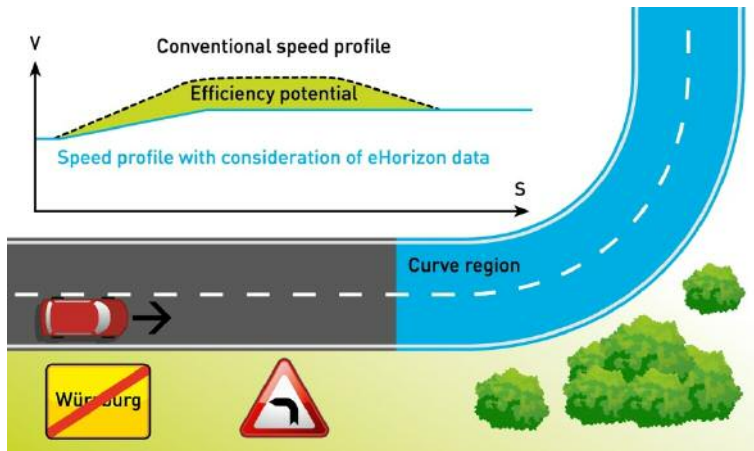 V
Conventional speed profile
Efficiency potential
Speed profile with consideration of eHorizon data
S
Curve region
Würzburg